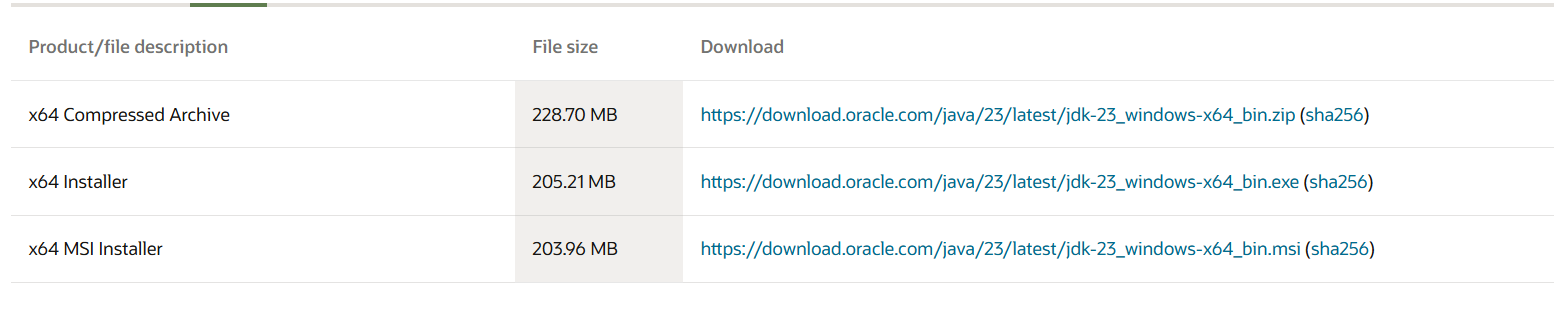 Product/file description File size Download
x64 Compressed Archive 228.70 MB https://download.oracle.com/java/23/latest/jdk-23_windows-x64_bin.zip (sha256)
x64 Installer 205.21 MB https://download.oracle.com/java/23/latest/jdk-23_windows-x64_bin.exe (sha256)
x64 MSI Installer 203.96 MB https://download.oracle.com/java/23/latest/jdk-23_windows-x64_bin.msi (sha256)